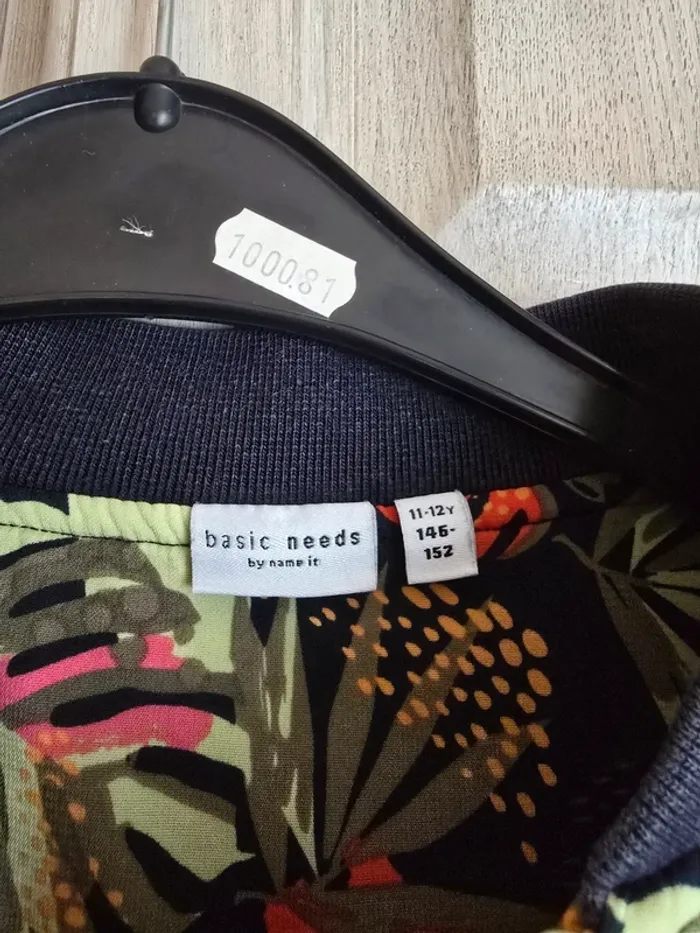 1000.81
basic needs
by name it
11-12Y
146-
152